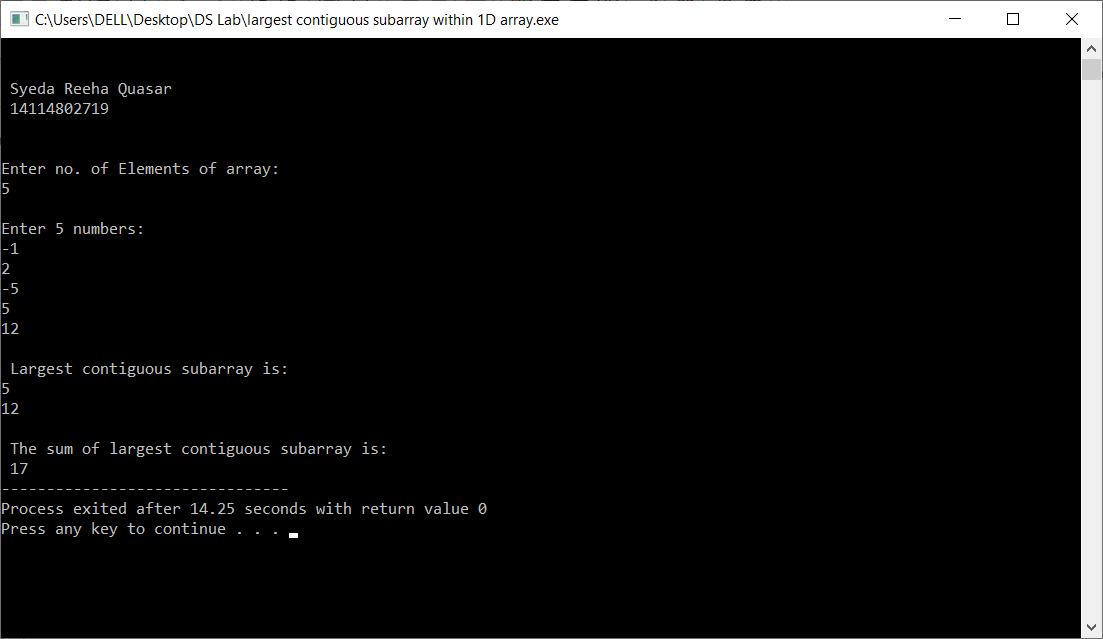 C:\Users\DELL\Desktop\DS Lab\largest contiguous subarray within 1D array.exe
Syeda Reeha Quasar
14114802719
Enter no. of Elements of array:
5
Enter 5 numbers:
-1
2
-5
5
12
Largest contiguous subarray is:
5
12
The sum of largest contiguous subarray is:
17
--------------------------------
Process exited after 14.25 seconds with return value 0
Press any key to continue . . .